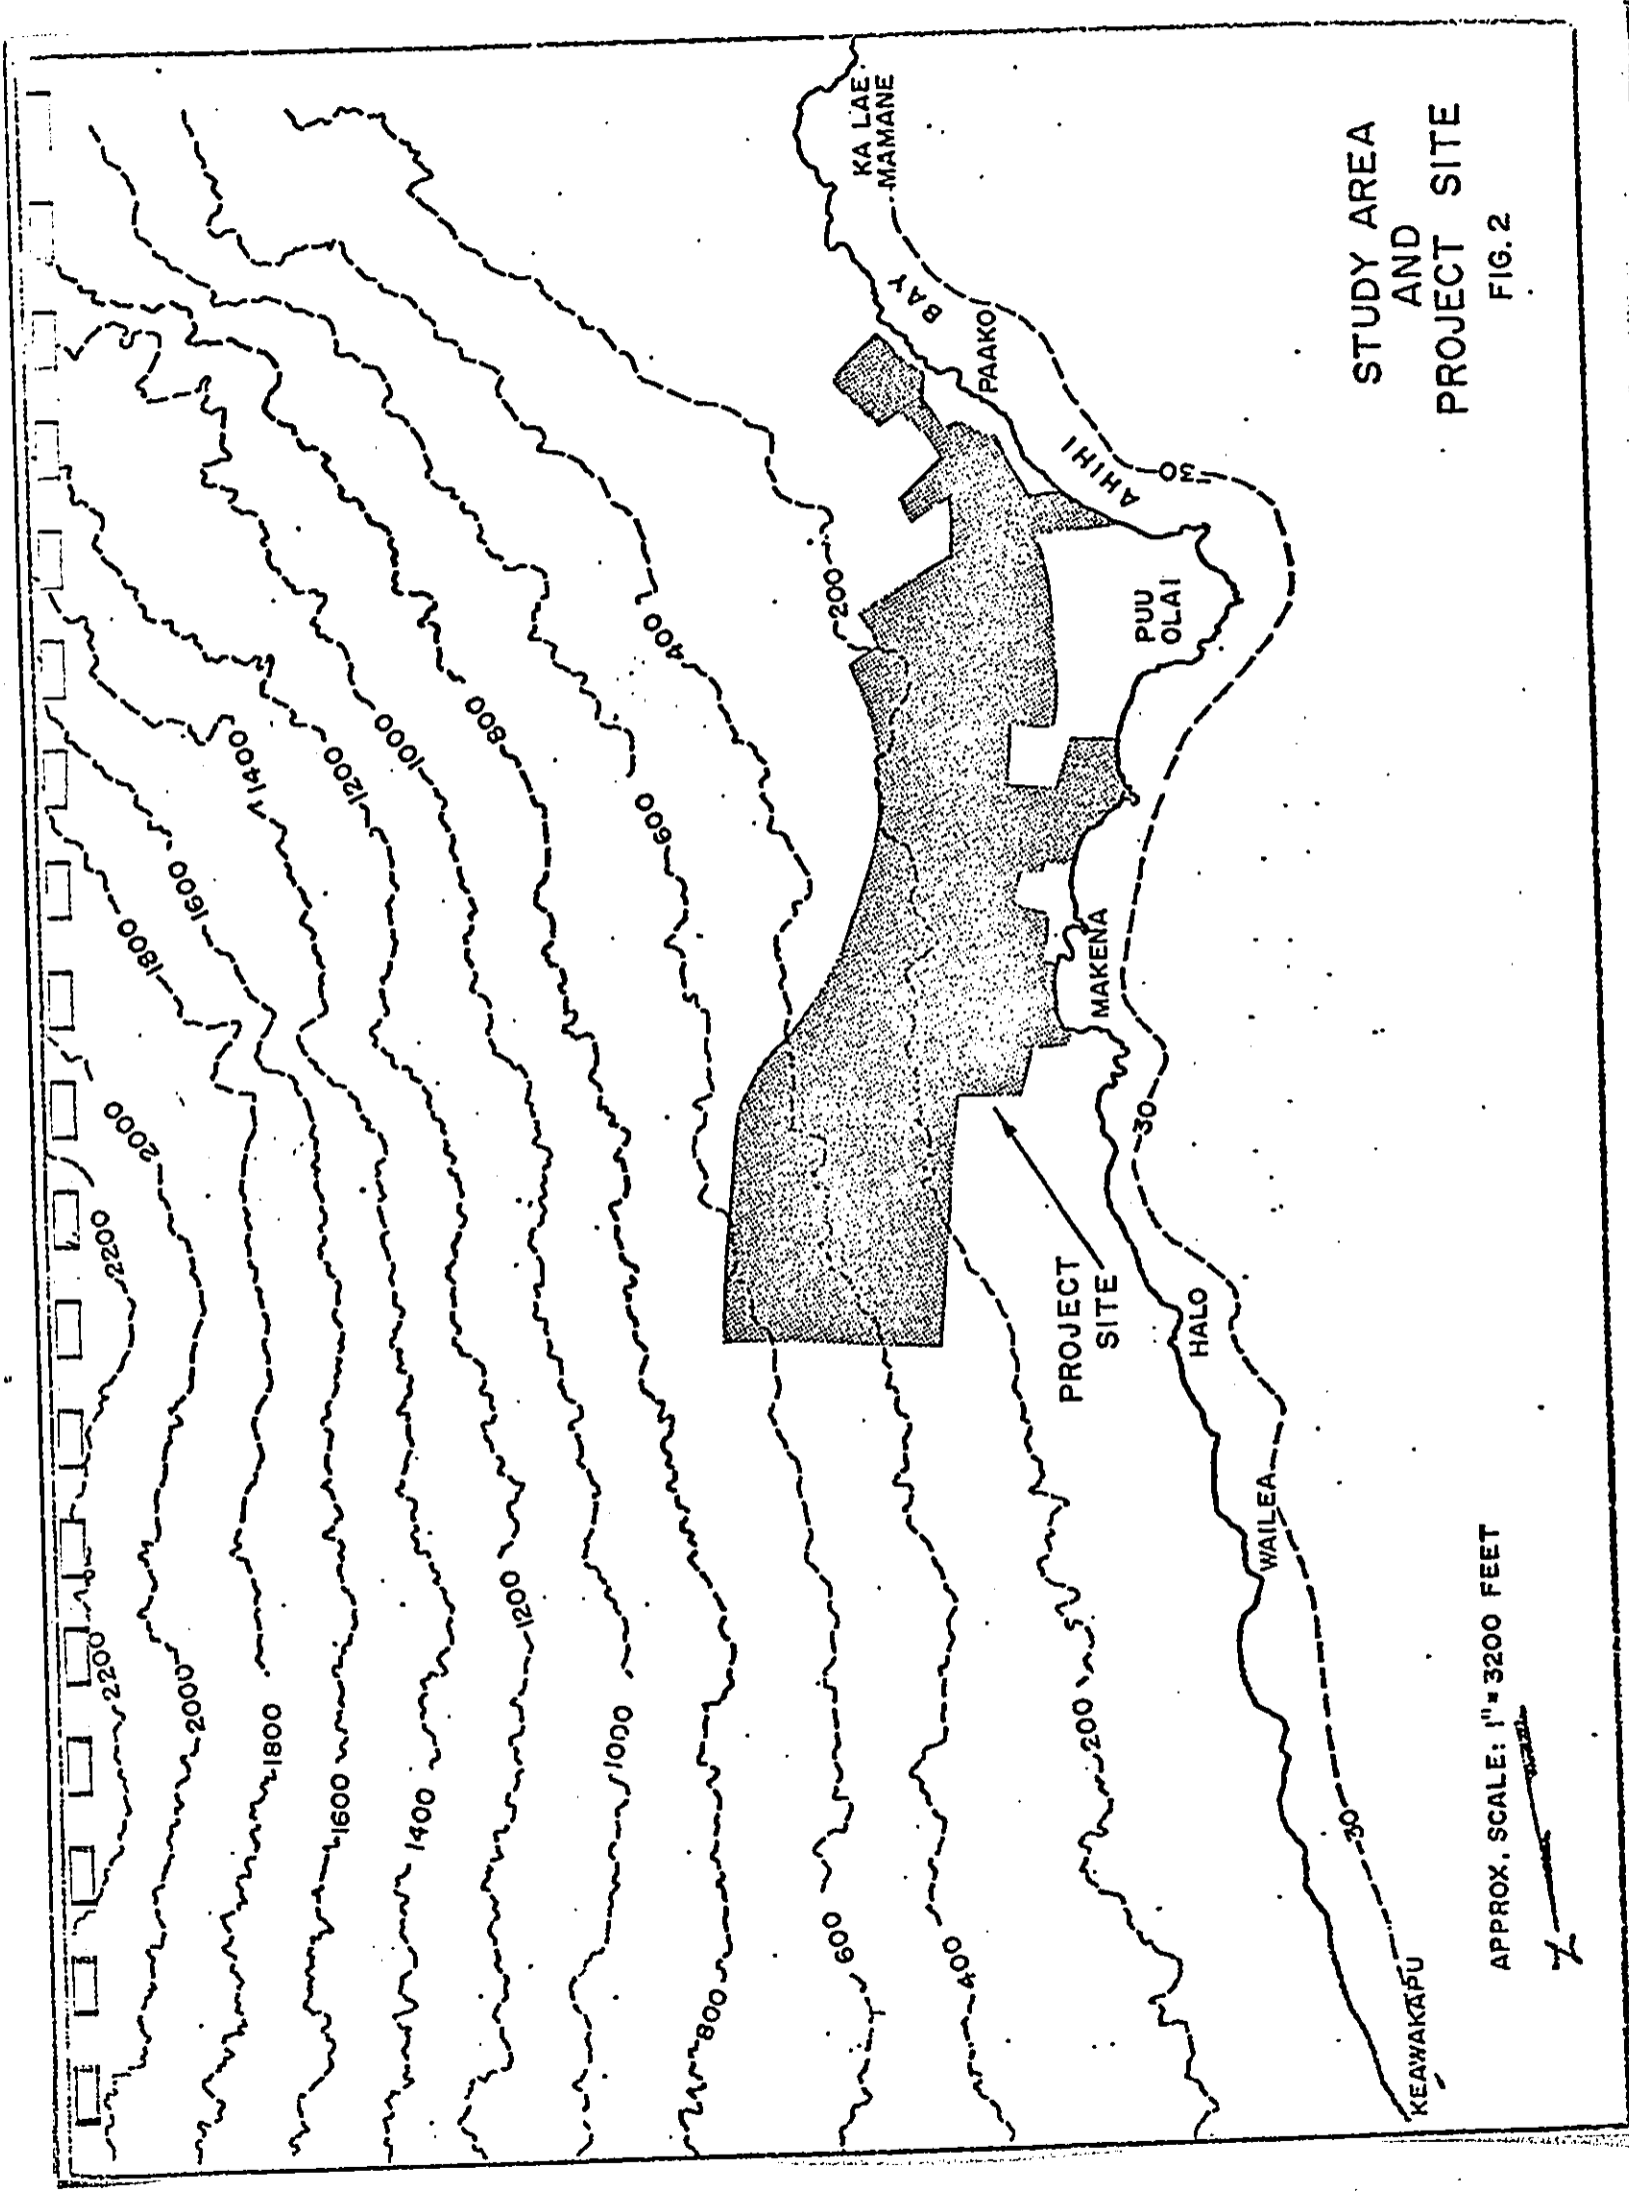 2200
2000
1800
1600
1400
1200
1000
800
600
400
200
2200
2000
1800
1600
1400
1200
1000
800
600
400
200
KEAWAKAPU
WAILEA
HALO
MAKENA
PUU
OLAI
AHIHI BAY
PAAKO
KA LAE
MAMANE
30
30
30
PROJECT
SITE
APPROX. SCALE: 1" = 3200 FEET
STUDY AREA
AND
PROJECT SITE
FIG. 2